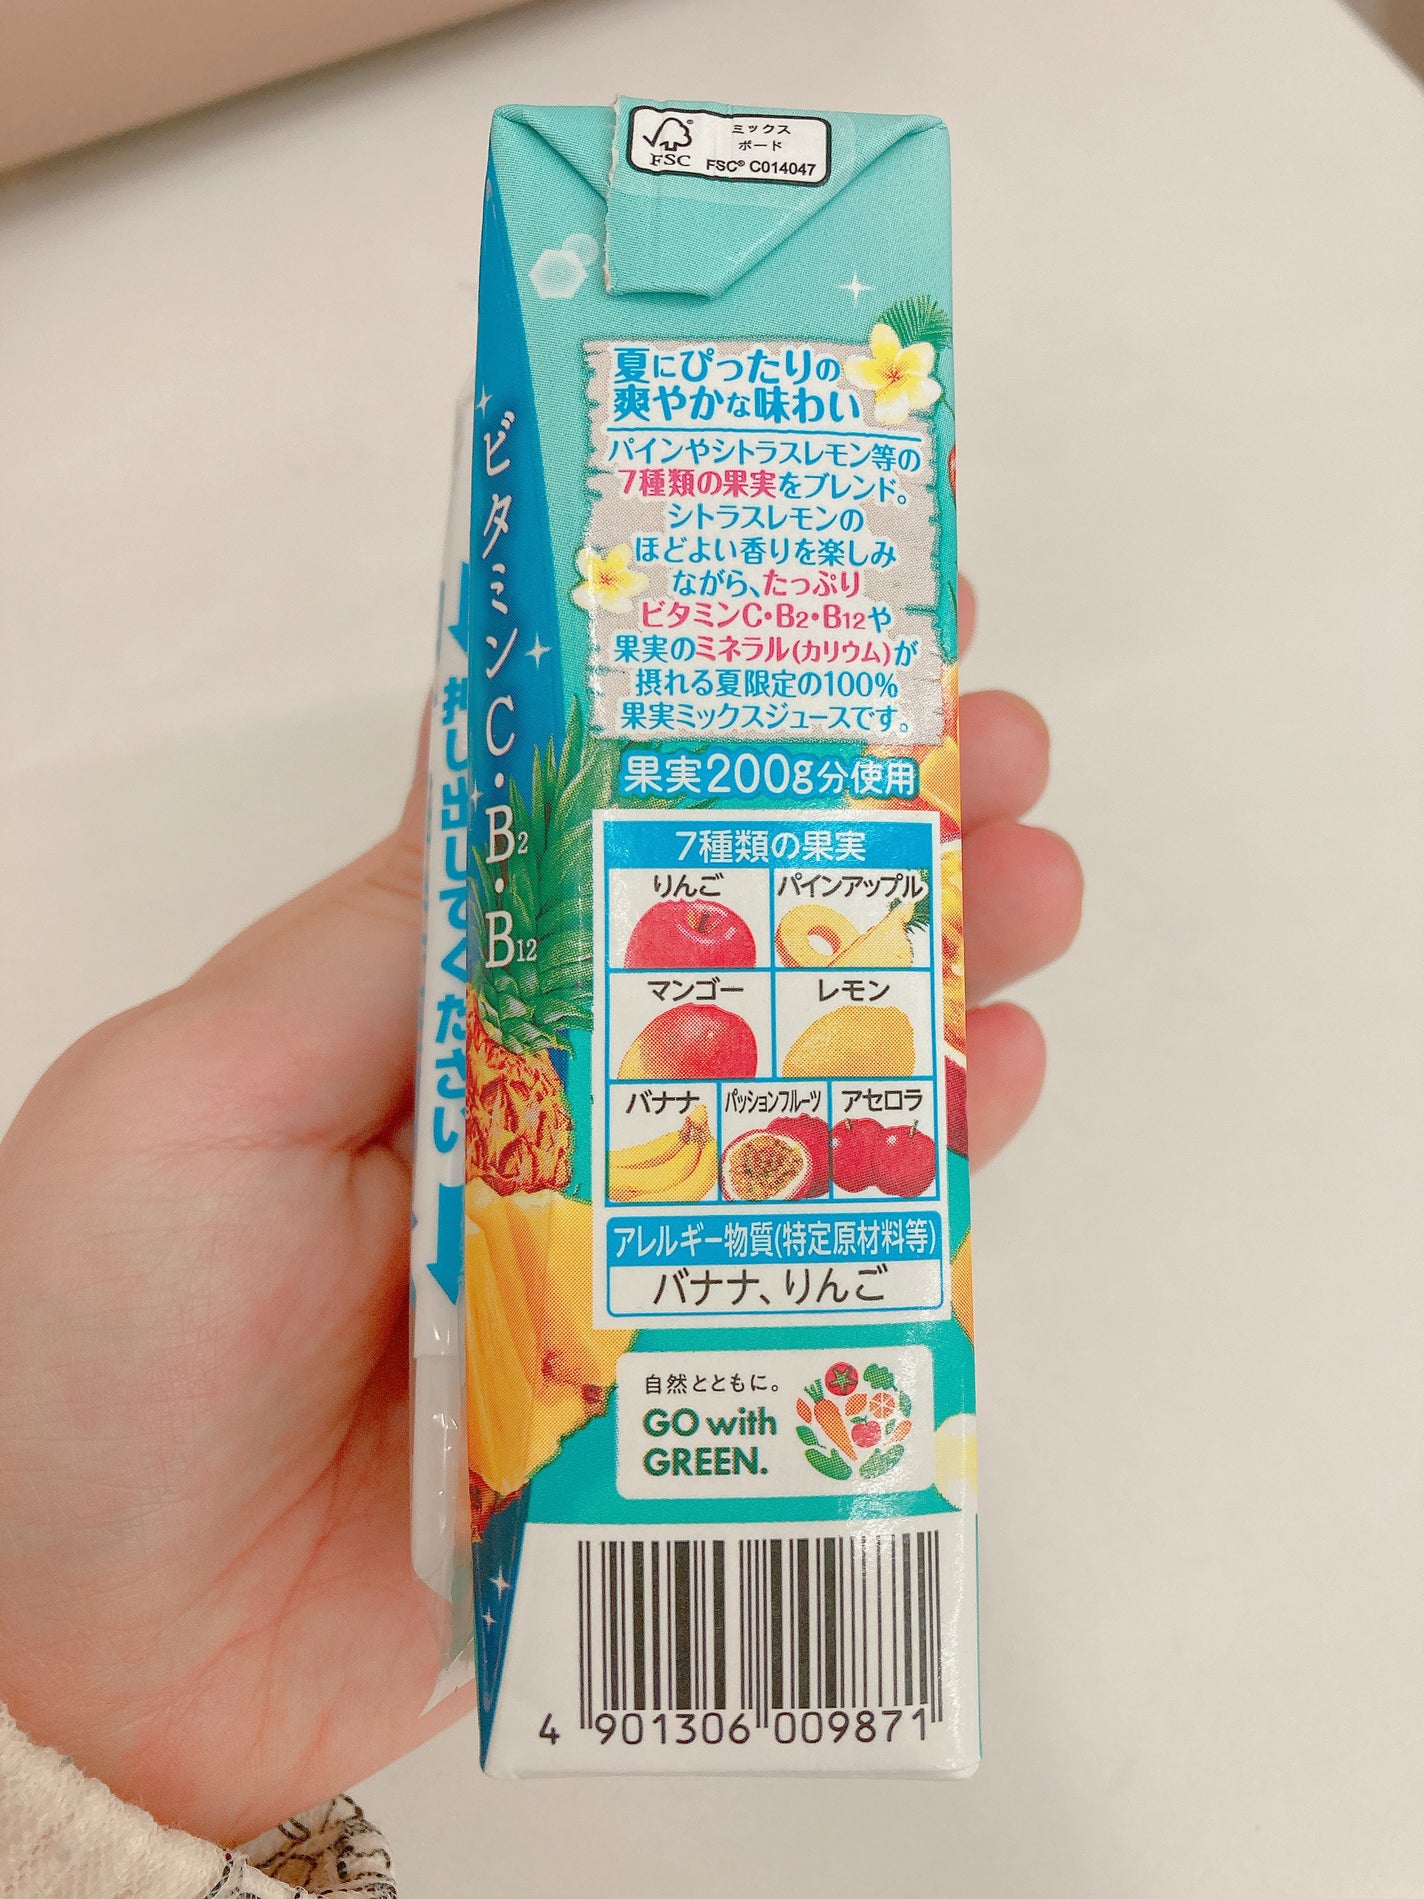 ミックス
ボード
FSC
FSC® C014047
夏にぴったりの
爽やかな味わい
パインやシトラスレモン等の
7種類の果実をブレンド。
シトラスレモンの
ほどよい香りを楽しみ
ながら、たっぷり
ビタミンC・B2・B12や
果実のミネラル(カリウム)が
摂れる夏限定の100%
果実ミックスジュースです。
果実200g分使用
7種類の果実
りんご
パインアップル
マンゴー
レモン
バナナ
パッションフルーツ
アセロラ
アレルギー物質(特定原材料等)
バナナ、りんご
自然とともに。
GO with
GREEN.
4 901306 009871
ビタミンC・B2・B12
押し出してください